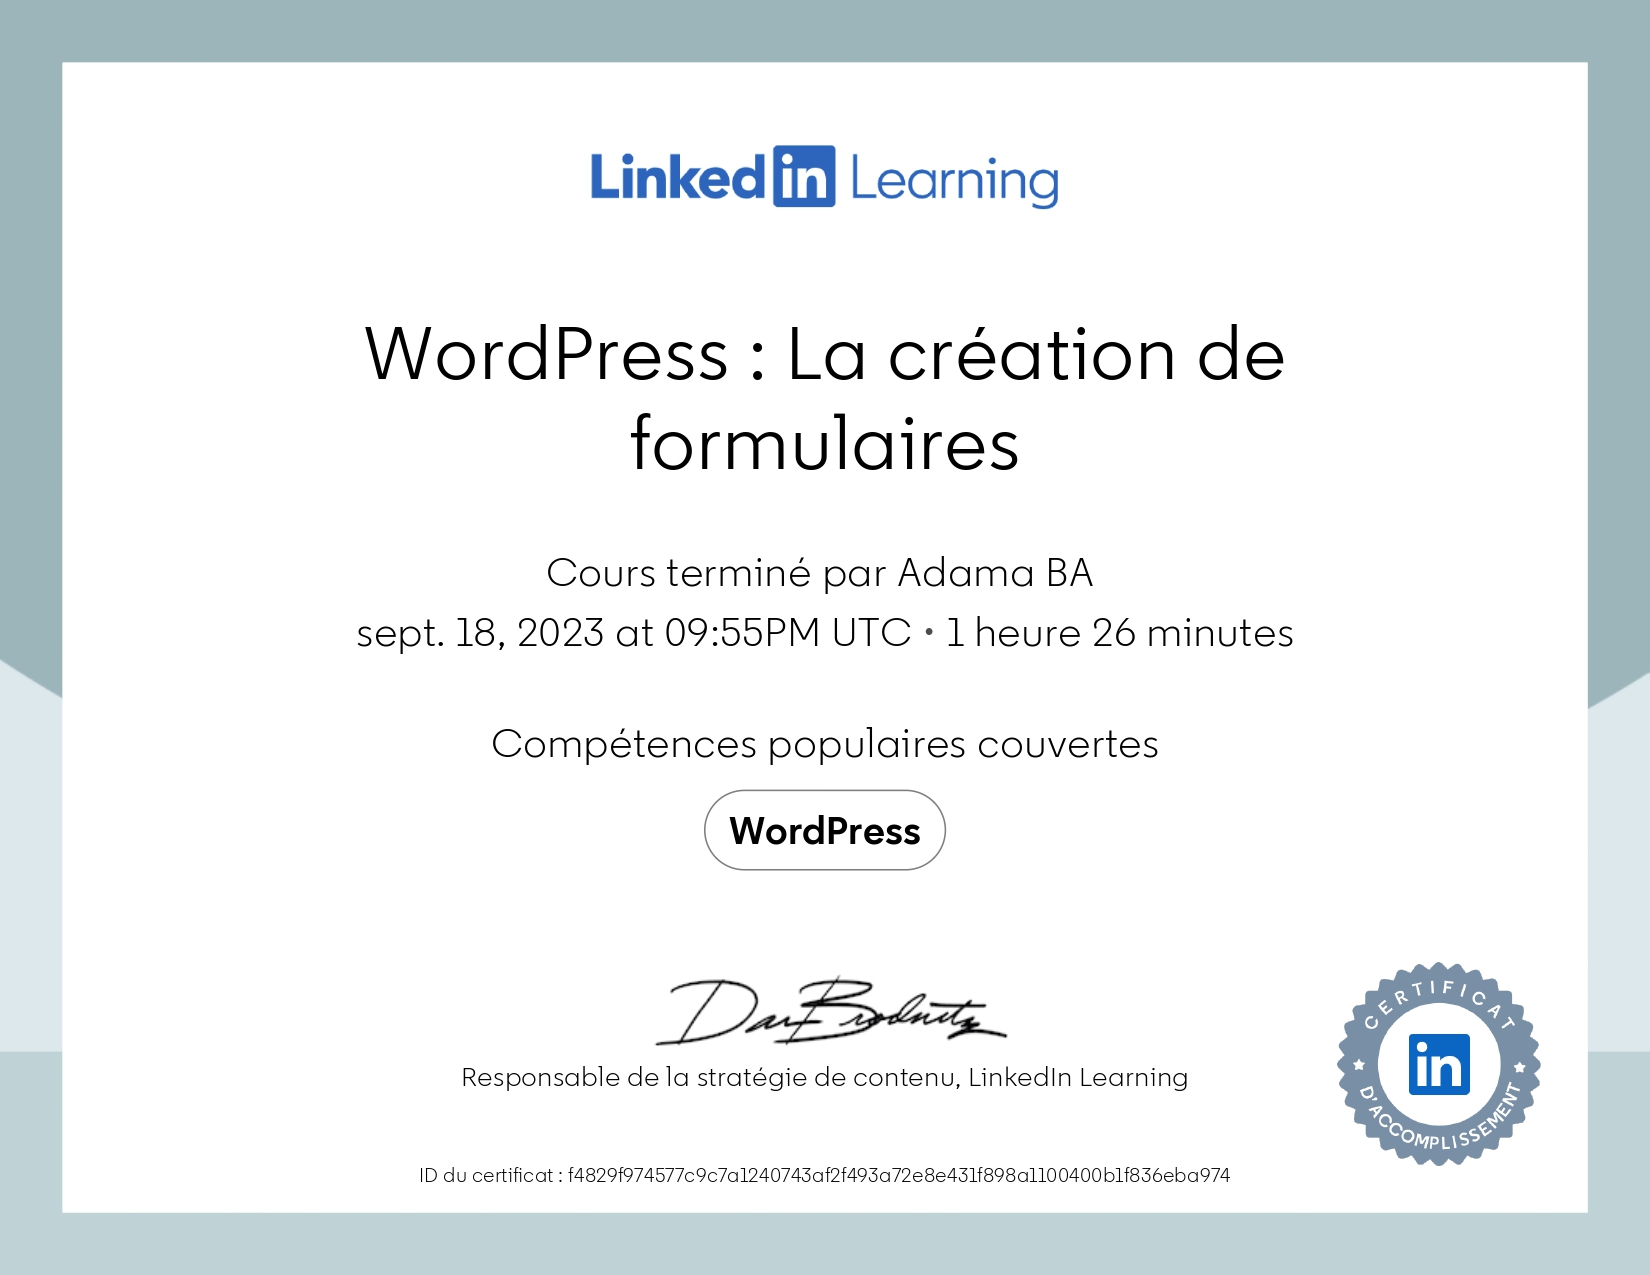 Linked in Learning
WordPress : La création de
formulaires
Cours terminé par Adama BA
sept. 18, 2023 at 09:55PM UTC • 1 heure 26 minutes
Compétences populaires couvertes
WordPress
Dan Brodnitz
Responsable de la stratégie de contenu, LinkedIn Learning
CERTIFICAT
in
D'ACCOMPLISSEMENT
ID du certificat : f4829f974577c9c7a1240743af2f493a72e8e431f898a1100400b1f836eba974